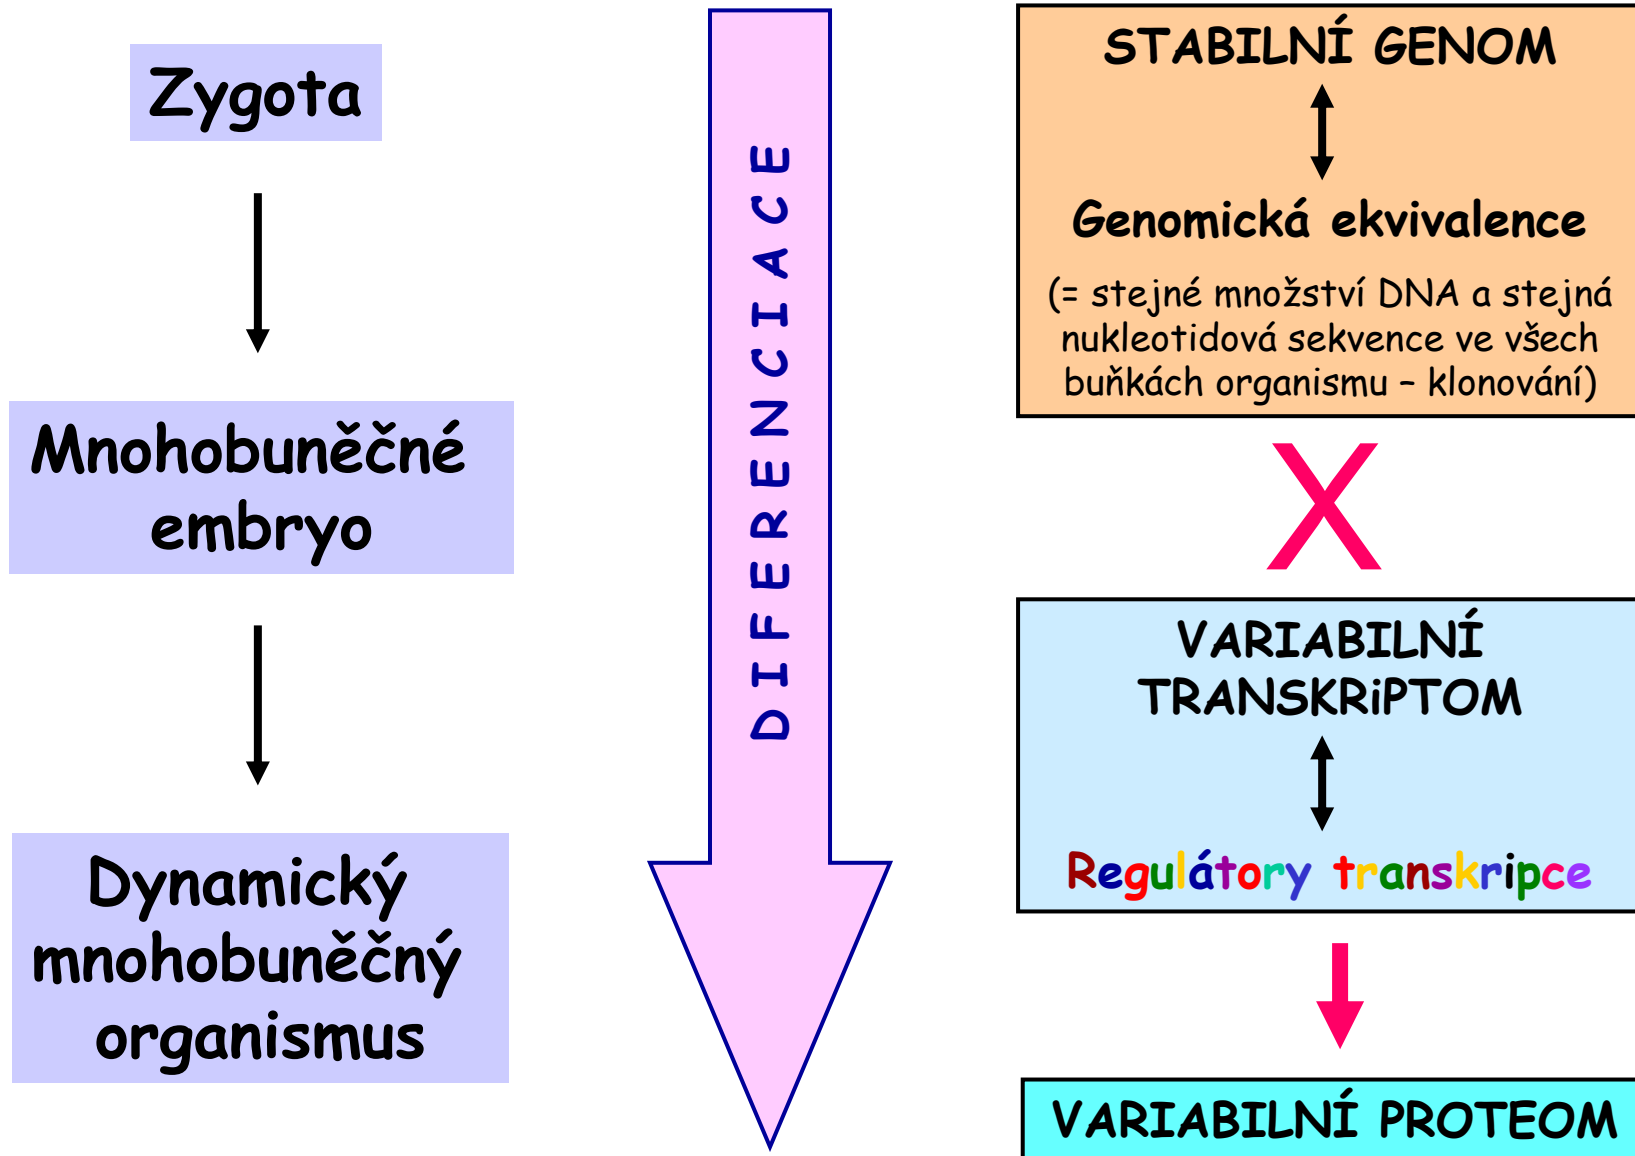 Zygota
Mnohobuněčné
embryo
Dynamický
mnohobuněčný
organismus
DIFERENCIACE
STABILNÍ GENOM
Genomická ekvivalence
(= stejné množství DNA a stejná
nukleotidová sekvence ve všech
buňkách organismu – klonování)
X
VARIABILNÍ
TRANSKRiPTOM
Regulátory transkripce
VARIABILNÍ PROTEOM